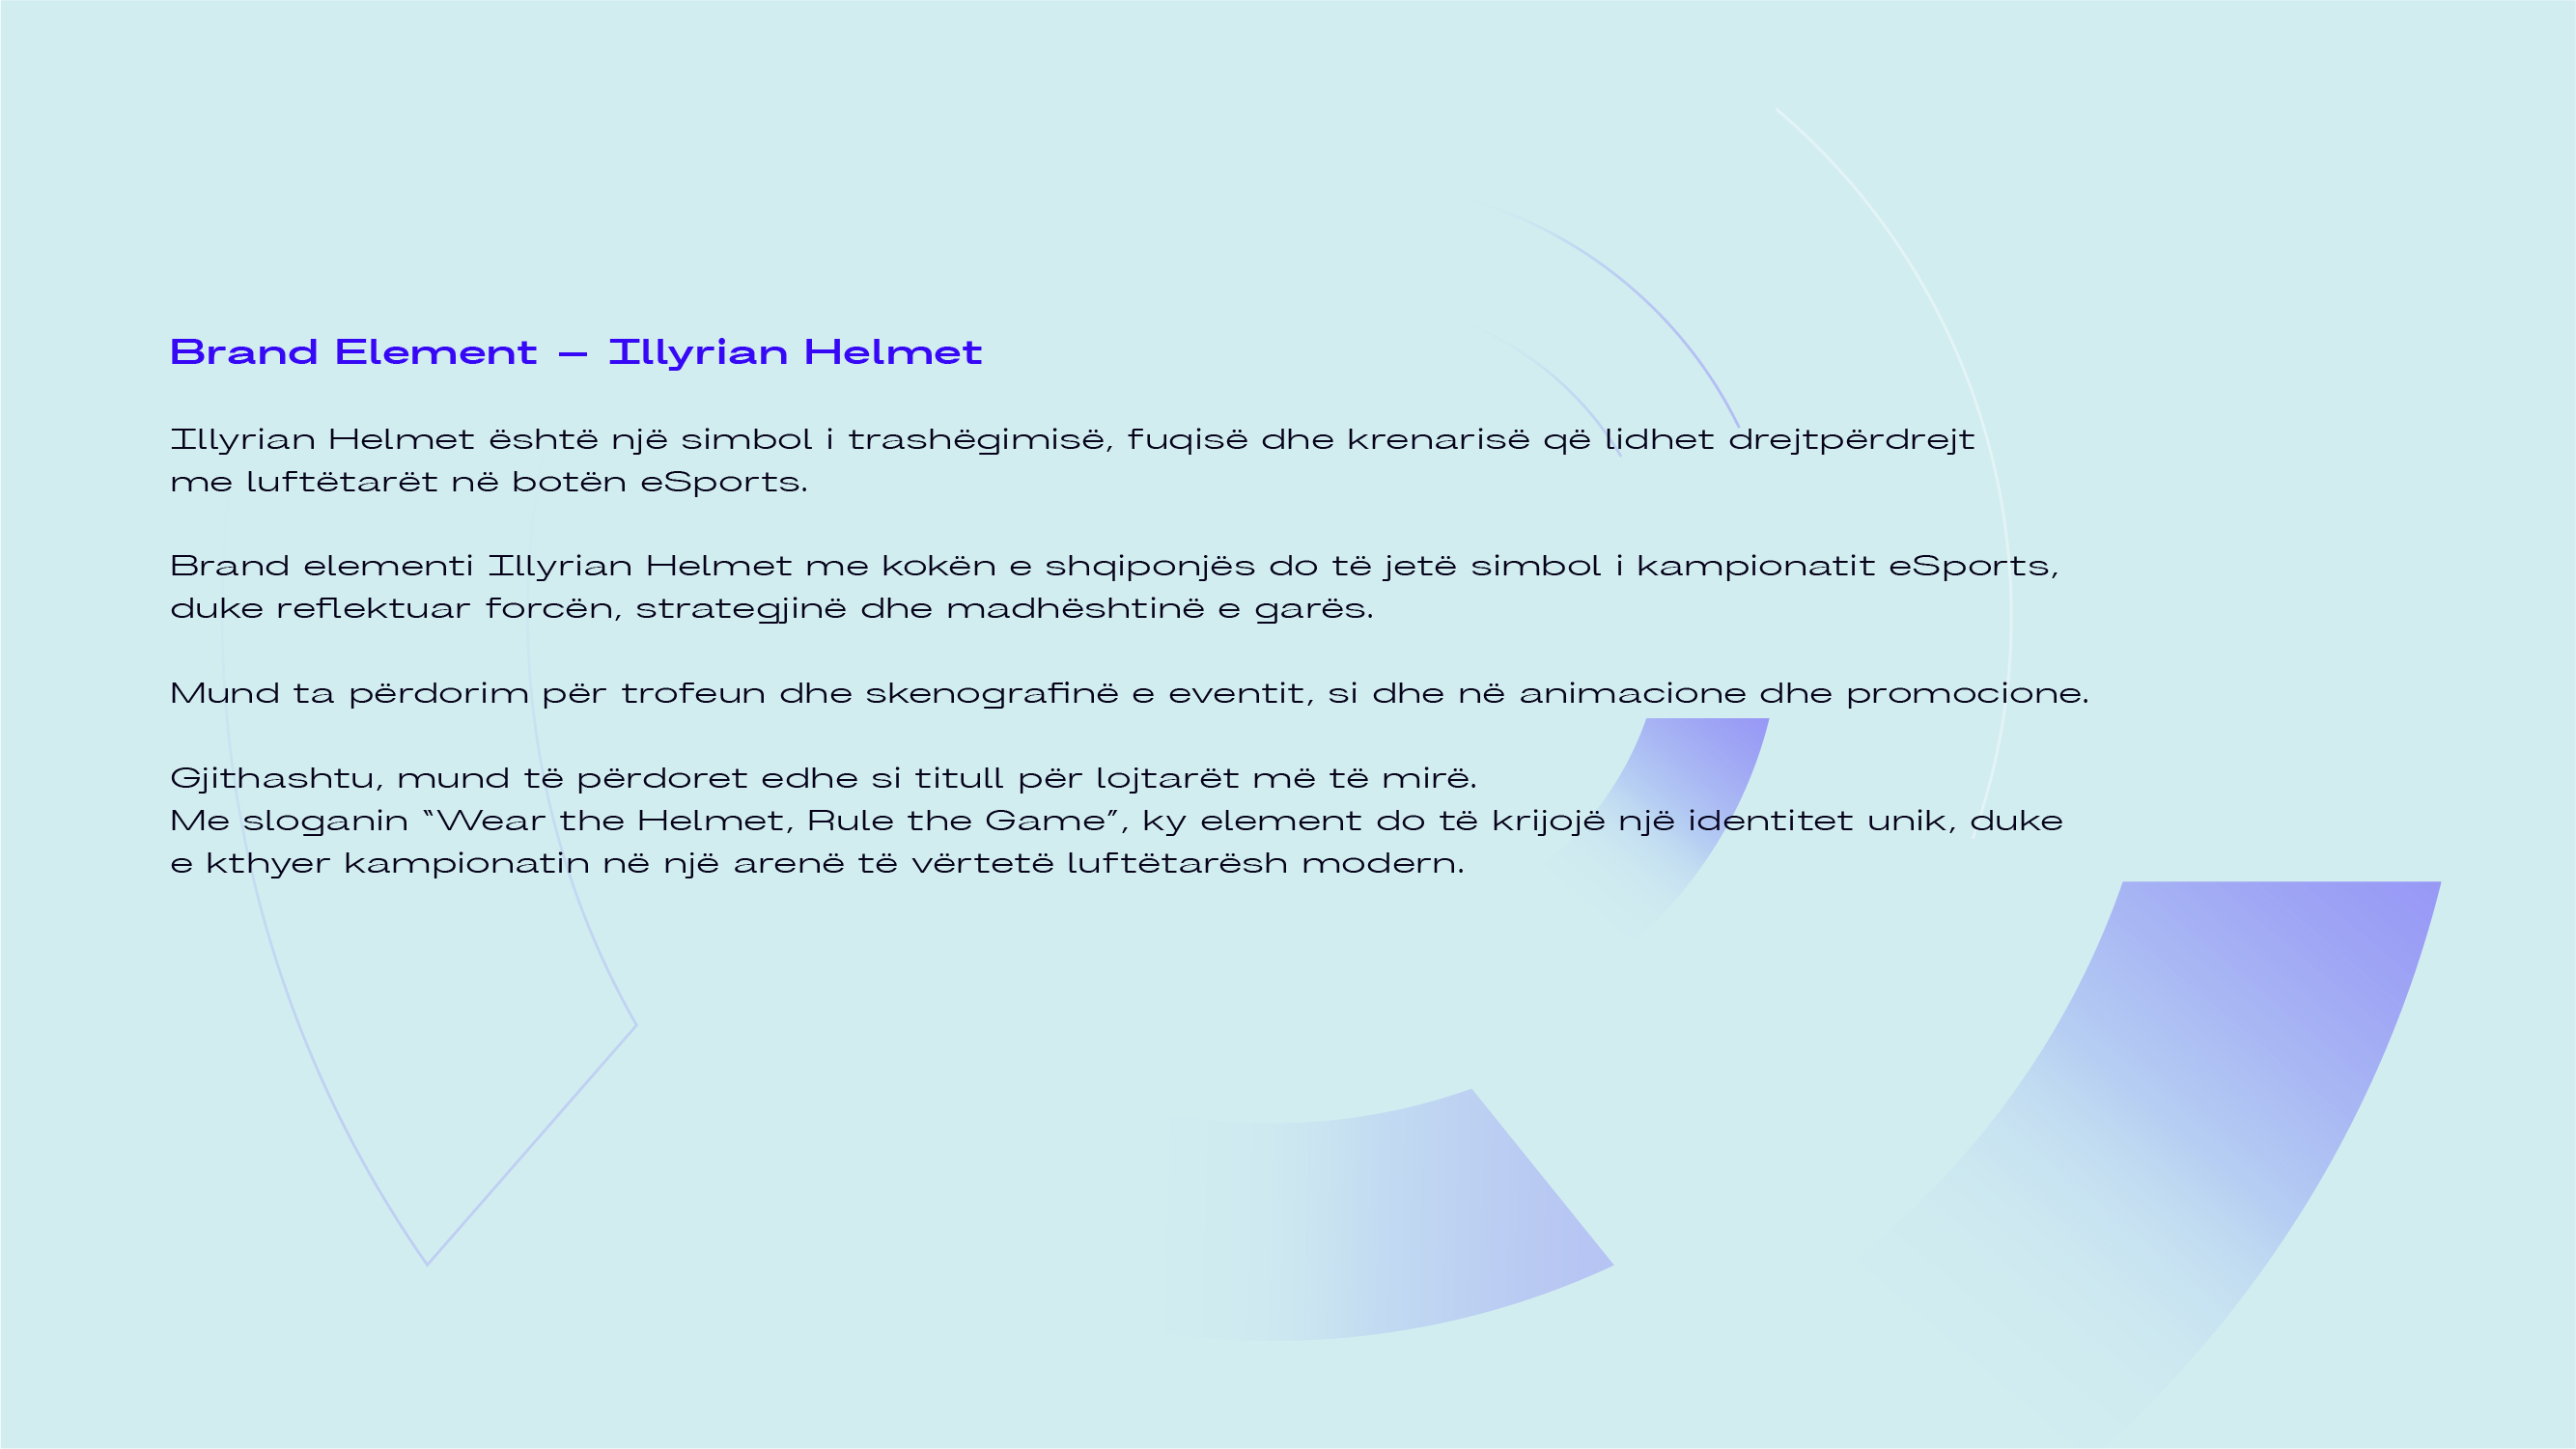 Brand Element – Illyrian Helmet
Illyrian Helmet është një simbol i trashëgimisë, fuqisë dhe krenarisë që lidhet drejtpërdrejt
me luftëtarët në botën eSports.
Brand elementi Illyrian Helmet me kokën e shqiponjës do të jetë simbol i kampionatit eSports,
duke reflektuar forcën, strategjinë dhe madhështinë e garës.
Mund ta përdorim për trofeun dhe skenografinë e eventit, si dhe në animacione dhe promocione.
Gjithashtu, mund të përdoret edhe si titull për lojtarët më të mirë.
Me sloganin “Wear the Helmet, Rule the Game”, ky element do të krijojë një identitet unik, duke
e kthyer kampionatin në një arenë të vërtetë luftëtarësh modern.